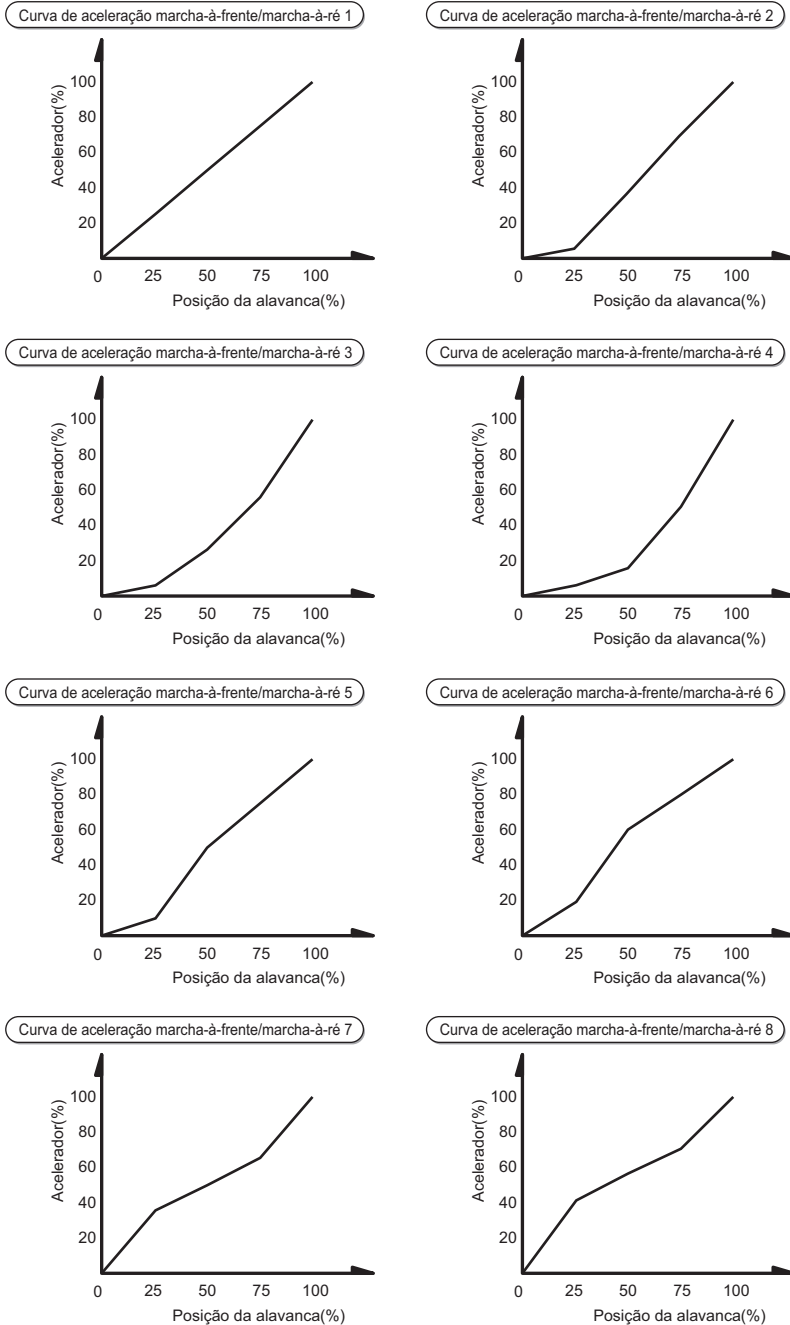 Curva de aceleração marcha-à-frente/marcha-à-ré 1
Acelerador(%)
100
80
60
40
20
0 25 50 75 100
Posição da alavanca(%)
Curva de aceleração marcha-à-frente/marcha-à-ré 2
Acelerador(%)
100
80
60
40
20
0 25 50 75 100
Posição da alavanca(%)
Curva de aceleração marcha-à-frente/marcha-à-ré 3
Acelerador(%)
100
80
60
40
20
0 25 50 75 100
Posição da alavanca(%)
Curva de aceleração marcha-à-frente/marcha-à-ré 4
Acelerador(%)
100
80
60
40
20
0 25 50 75 100
Posição da alavanca(%)
Curva de aceleração marcha-à-frente/marcha-à-ré 5
Acelerador(%)
100
80
60
40
20
0 25 50 75 100
Posição da alavanca(%)
Curva de aceleração marcha-à-frente/marcha-à-ré 6
Acelerador(%)
100
80
60
40
20
0 25 50 75 100
Posição da alavanca(%)
Curva de aceleração marcha-à-frente/marcha-à-ré 7
Acelerador(%)
100
80
60
40
20
0 25 50 75 100
Posição da alavanca(%)
Curva de aceleração marcha-à-frente/marcha-à-ré 8
Acelerador(%)
100
80
60
40
20
0 25 50 75 100
Posição da alavanca(%)